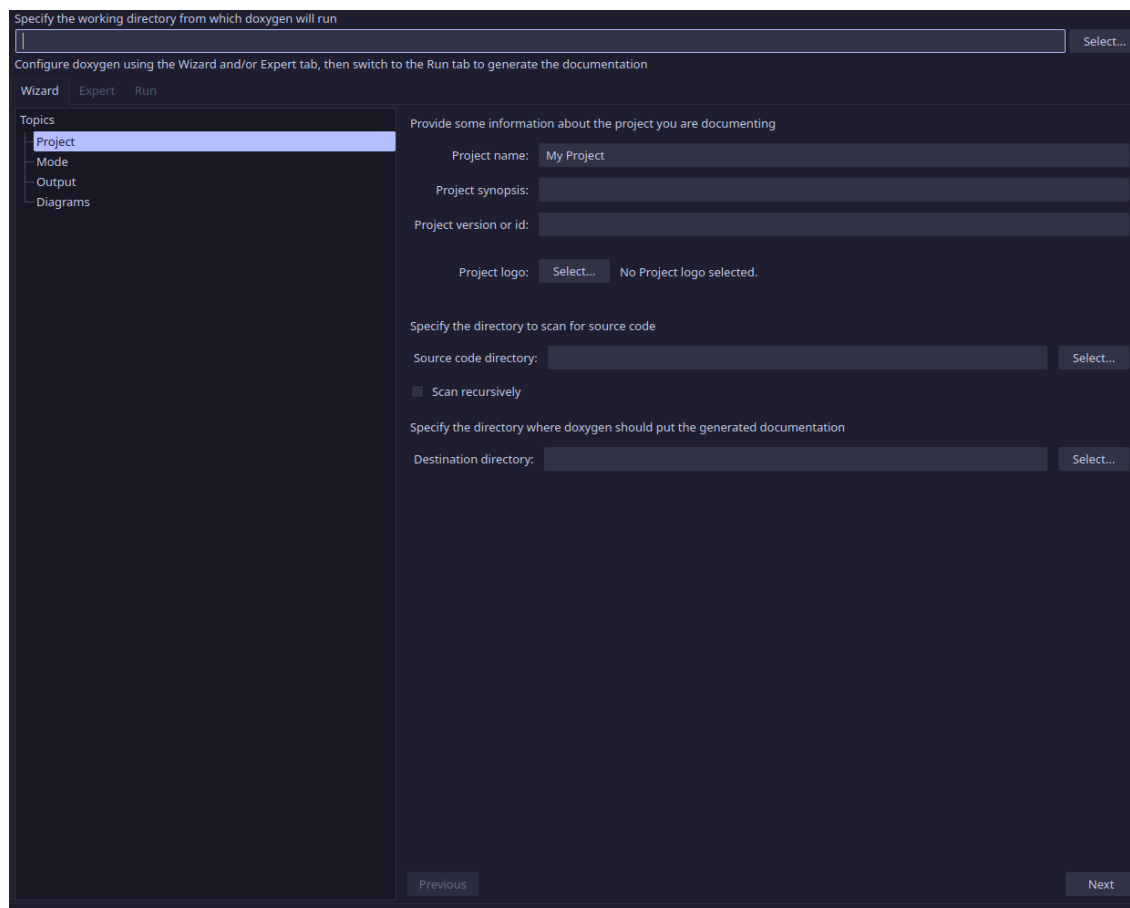 Specify the working directory from which doxygen will run
Select...
Configure doxygen using the Wizard and/or Expert tab, then switch to the Run tab to generate the documentation
Wizard Expert Run
Topics
Project
Mode
Output
Diagrams
Provide some information about the project you are documenting
Project name: My Project
Project synopsis:
Project version or id:
Project logo: Select... No Project logo selected.
Specify the directory to scan for source code
Source code directory: Select...
Scan recursively
Specify the directory where doxygen should put the generated documentation
Destination directory: Select...
Previous Next